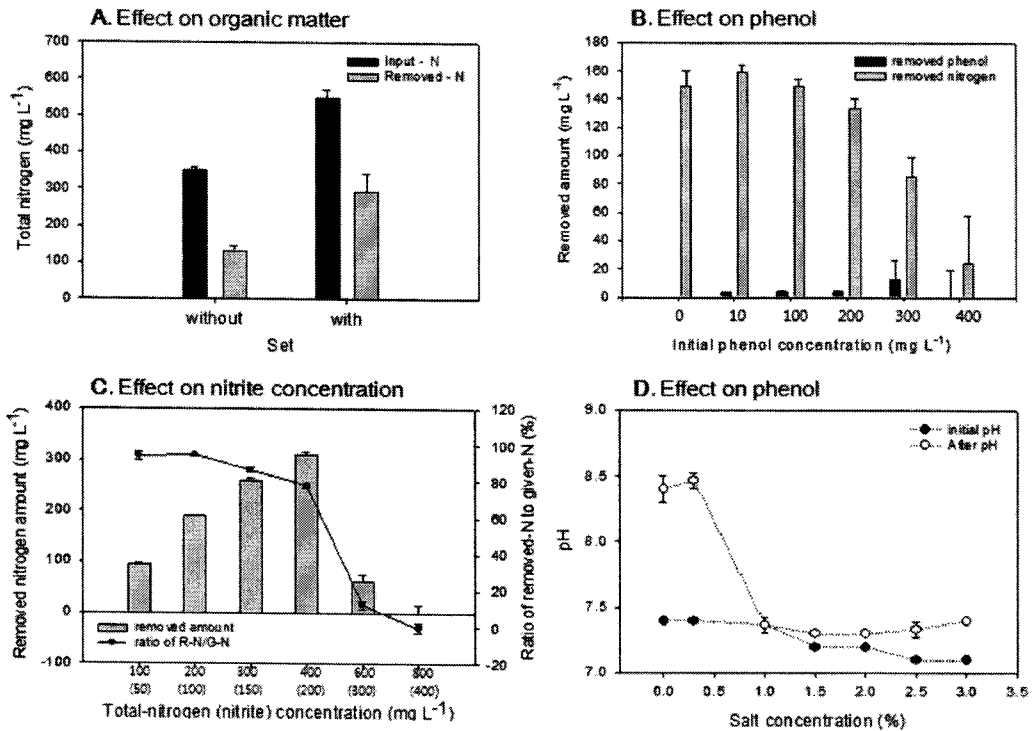 A. Effect on organic matter
700
600
500
400
300
200
100
0
Total nitrogen (mg L-1)
Input - N
Removed - N
without
with
Set
B. Effect on phenol
180
160
140
120
100
80
60
40
20
0
Removed amount (mg L-1)
removed phenol
removed nitrogen
0
10
100
200
300
400
Initial phenol concentration (mg L-1)
C. Effect on nitrite concentration
400
300
200
100
0
-100
Removed nitrogen amount (mg L-1)
120
100
80
60
40
20
0
-20
Ratio of removed-N to given-N (%)
removed amount
ratio of R-N/G-N
100 200 300 400 600 800
(50) (100) (150) (200) (300) (400)
Total-nitrogen (nitrite) concentration (mg L-1)
D. Effect on phenol
9.0
8.5
8.0
7.5
7.0
pH
Initial pH
After pH
0.0 0.5 1.0 1.5 2.0 2.5 3.0 3.5
Salt concentration (%)